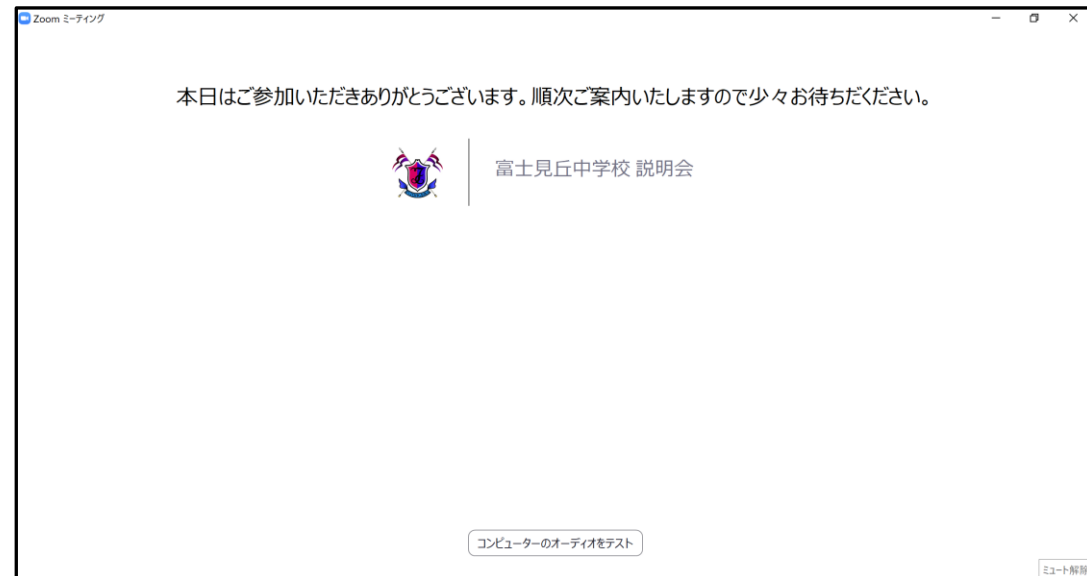 Zoom ミーティング
本日はご参加いただきありがとうございます。順次ご案内いたしますので少々お待ちだください。
富士見丘中学校 説明会
コンピューターのオーディオをテスト
ミュート解除